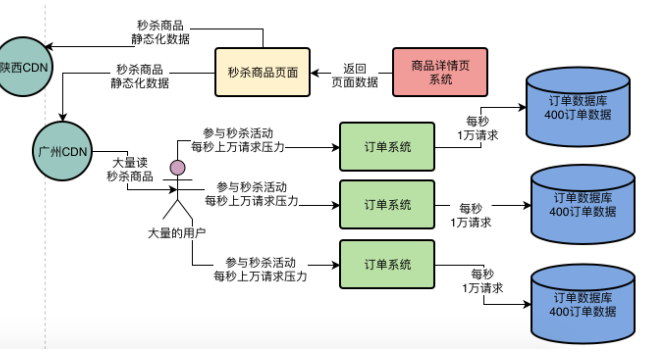 秒杀商品
静态化数据
陕西CDN
秒杀商品
静态化数据
秒杀商品页面
返回
页面数据
商品详情页
系统
广州CDN
大量读
秒杀商品
大量的用户
参与秒杀活动
每秒上万请求压力
订单系统
每秒
1万请求
订单数据库
400订单数据
参与秒杀活动
每秒上万请求压力
订单系统
每秒
1万请求
订单数据库
400订单数据
参与秒杀活动
每秒上万请求压力
订单系统
每秒
1万请求
订单数据库
400订单数据